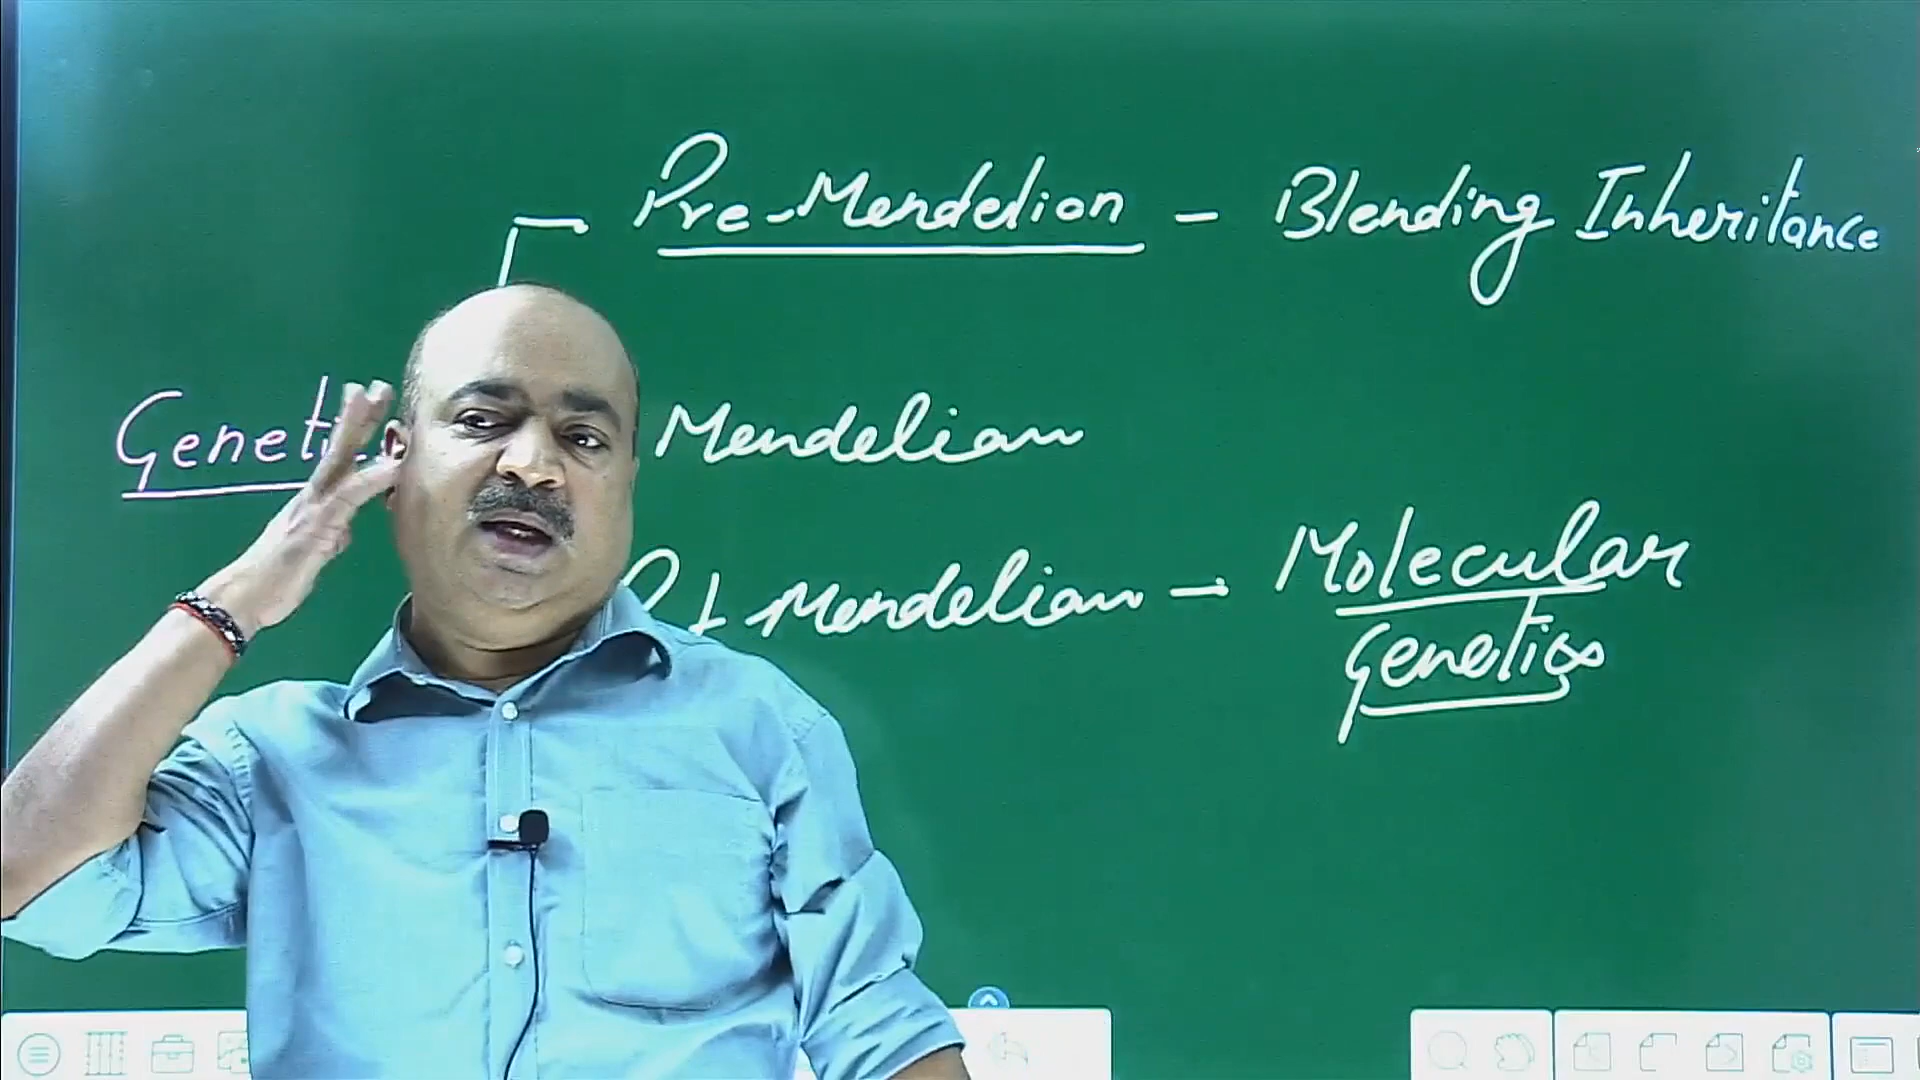 Pre-Mendelion - Blending Inheritance
Mendelian
Mendelian - Molecular
Genetics